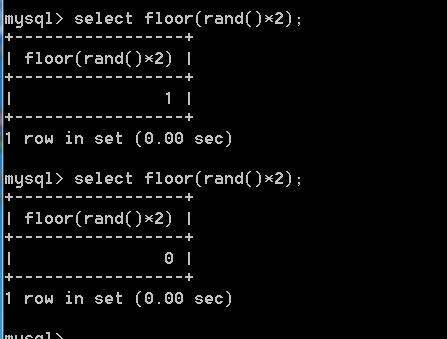 mysql> select floor(rand()*2);
+-----------------+
| floor(rand()*2) |
+-----------------+
|               1 |
+-----------------+
1 row in set (0.00 sec)
mysql> select floor(rand()*2);
+-----------------+
| floor(rand()*2) |
+-----------------+
|               0 |
+-----------------+
1 row in set (0.00 sec)
mysql>